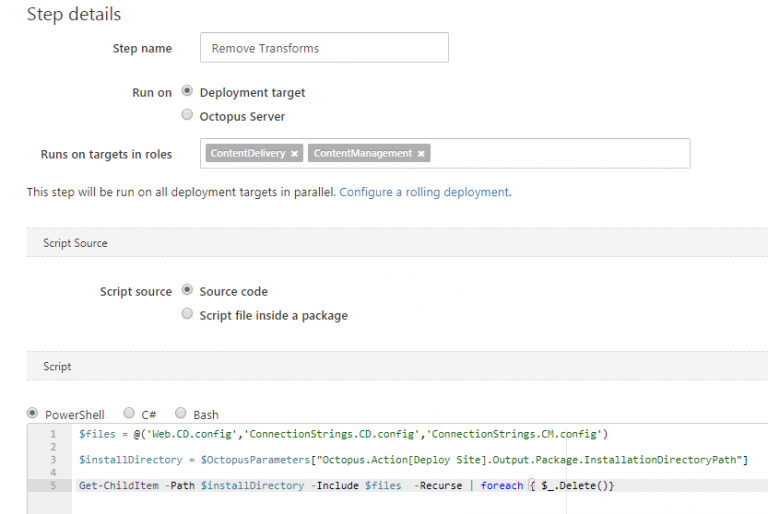 Step details
Step name Remove Transforms
Run on Deployment target
Octopus Server
Runs on targets in roles ContentDelivery × ContentManagement ×
This step will be run on all deployment targets in parallel. Configure a rolling deployment.
Script Source
Script source Source code
Script file inside a package
Script
PowerShell C# Bash
1 $files = @('Web.CD.config','ConnectionStrings.CD.config','ConnectionStrings.CM.config')
2
3 $installDirectory = $OctopusParameters["Octopus.Action[Deploy Site].Output.Package.InstallationDirectoryPath"]
4
5 Get-ChildItem -Path $installDirectory -Include $files  -Recurse | foreach { $_.Delete()}